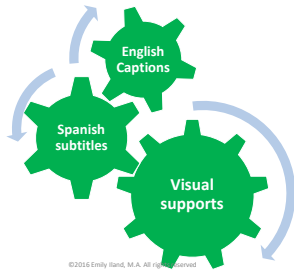 English
Captions
Spanish
subtitles
Visual
supports
©2016 Emily Iland, M.A. All rights reserved